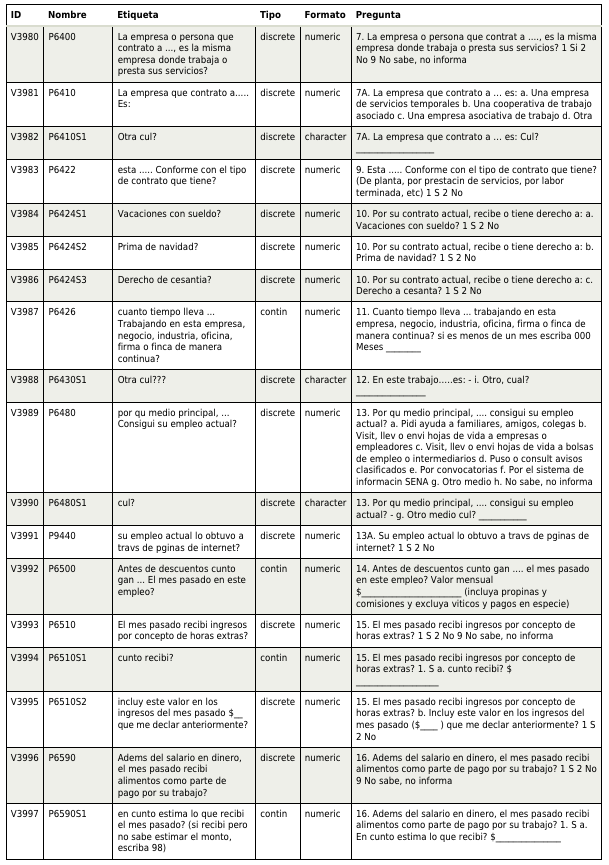 ID Nombre Etiqueta Tipo Formato Pregunta
V3980 P6400 La empresa o persona que discrete numeric 7. La empresa o persona que contrat a ...., es la misma
contrato a ..., es la misma empresa donde trabaja o presta sus servicios? 1 Si 2
empresa donde trabaja o No 9 No sabe, no informa
presta sus servicios?
V3981 P6410 La empresa que contrato a..... discrete numeric 7A. La empresa que contrato a ... es: a. Una empresa
Es: de servicios temporales b. Una cooperativa de trabajo
asociado c. Una empresa asociativa de trabajo d. Otra
V3982 P6410S1 Otra cul? discrete character 7A. La empresa que contrato a ... es: Cul?
_________________
V3983 P6422 esta ..... Conforme con el tipo discrete numeric 9. Esta ..... Conforme con el tipo de contrato que tiene?
de contrato que tiene? (De planta, por prestacin de servicios, por labor
terminada, etc) 1 S 2 No
V3984 P6424S1 Vacaciones con sueldo? discrete numeric 10. Por su contrato actual, recibe o tiene derecho a: a.
Vacaciones con sueldo? 1 S 2 No
V3985 P6424S2 Prima de navidad? discrete numeric 10. Por su contrato actual, recibe o tiene derecho a: b.
Prima de navidad? 1 S 2 No
V3986 P6424S3 Derecho de cesantia? discrete numeric 10. Por su contrato actual, recibe o tiene derecho a: c.
Derecho a cesanta? 1 S 2 No
V3987 P6426 cuanto tiempo lleva ... contin numeric 11. Cuanto tiempo lleva ... trabajando en esta
Trabajando en esta empresa, empresa, negocio, industria, oficina, firma o finca de
negocio, industria, oficina, manera continua? si es menos de un mes escriba 000
firma o finca de manera Meses _______
continua?
V3988 P6430S1 Otra cul??? discrete character 12. En este trabajo.....es: - i. Otro, cual?
______________
V3989 P6480 por qu medio principal, ... discrete numeric 13. Por qu medio principal, .... consigui su empleo
Consigui su empleo actual? actual? a. Pidi ayuda a familiares, amigos, colegas b.
Visit, llev o envi hojas de vida a empresas o
empleadores c. Visit, llev o envi hojas de vida a bolsas
de empleo o intermediarios d. Puso o consult avisos
clasificados e. Por convocatorias f. Por el sistema de
informacin SENA g. Otro medio h. No sabe, no informa
V3990 P6480S1 cul? discrete character 13. Por qu medio principal, .... consigui su empleo
actual? - g. Otro medio cul? __________
V3991 P9440 su empleo actual lo obtuvo a discrete numeric 13A. Su empleo actual lo obtuvo a travs de pginas de
travs de pginas de internet? internet? 1 S 2 No
V3992 P6500 Antes de descuentos cunto contin numeric 14. Antes de descuentos cunto gan .... el mes pasado
gan ... El mes pasado en este en este empleo? Valor mensual
empleo? $____________________ (incluya propinas y
comisiones y excluya viticos y pagos en especie)
V3993 P6510 El mes pasado recibi ingresos discrete numeric 15. El mes pasado recibi ingresos por concepto de
por concepto de horas extras? horas extras? 1 S 2 No 9 No sabe, no informa
V3994 P6510S1 cunto recibi? contin numeric 15. El mes pasado recibi ingresos por concepto de
horas extras? 1. S a. cunto recibi? $
_________________
V3995 P6510S2 incluy este valor en los discrete numeric 15. El mes pasado recibi ingresos por concepto de
ingresos del mes pasado $__ horas extras? b. Incluy este valor en los ingresos del
que me declar anteriormente? mes pasado ($____ ) que me declar anteriormente? 1 S
2 No
V3996 P6590 Adems del salario en dinero, discrete numeric 16. Adems del salario en dinero, el mes pasado recibi
el mes pasado recibi alimentos como parte de pago por su trabajo? 1 S 2 No
alimentos como parte de 9 No sabe, no informa
pago por su trabajo?
V3997 P6590S1 en cunto estima lo que recibi contin numeric 16. Adems del salario en dinero, el mes pasado recibi
el mes pasado? (si recibi pero alimentos como parte de pago por su trabajo? 1. S a.
no sabe estimar el monto, En cunto estima lo que recibi? $_____________
escriba 98)